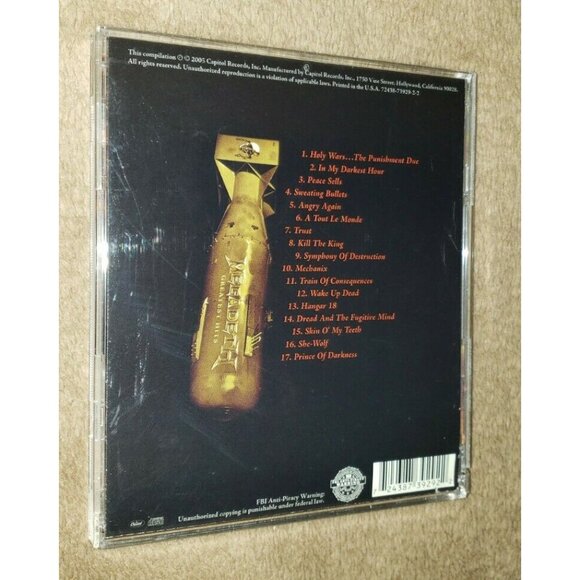 This compilation ℗ © 2005 Capitol Records, Inc. Manufactured by Capitol Records, Inc., 1750 Vine Street, Hollywood, California 90028.
All rights reserved. Unauthorized reproduction is a violation of applicable laws. Printed in the U.S.A. 72438-73929-2-2
1. Holy Wars...The Punishment Due
2. In My Darkest Hour
3. Peace Sells
4. Sweating Bullets
5. Angry Again
6. A Tout Le Monde
7. Trust
8. Kill The King
9. Symphony Of Destruction
10. Mechanix
11. Train Of Consequences
12. Wake Up Dead
13. Hangar 18
14. Dread And The Fugitive Mind
15. Skin O' My Teeth
16. She-Wolf
17. Prince Of Darkness
MEGADETH
GREATEST HITS
FBI Anti-Piracy Warning:
Unauthorized copying is punishable under federal law.
Capitol